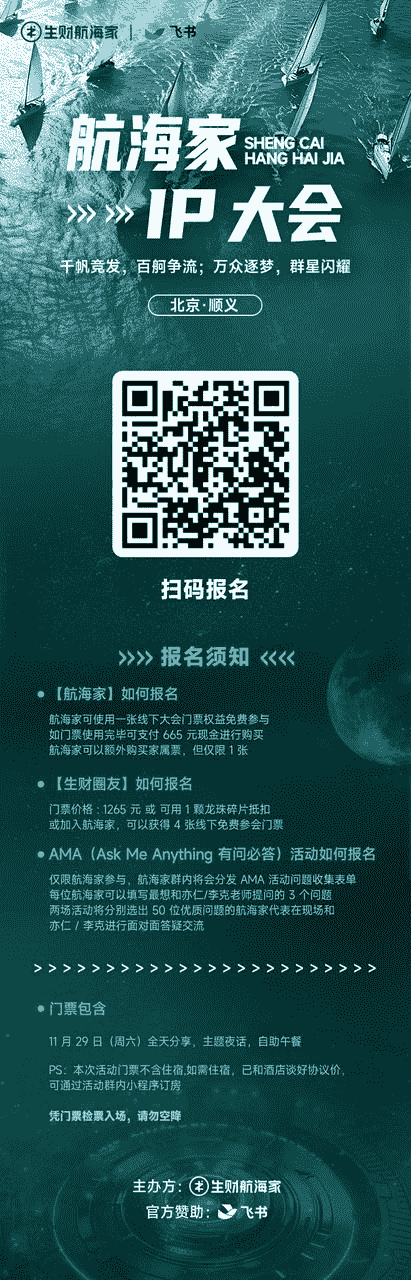 生财航海家 | 飞书
航海家 SHENG CAI
HANG HAI JIA
IP 大会
千帆竞发，百舸争流；万众逐梦，群星闪耀
北京·顺义
扫码报名
>>>> 报名须知 <<<<
【航海家】如何报名
航海家可使用一张线下大会门票权益免费参与
如门票使用完毕可支付 665 元现金进行购买
航海家可以额外购买家属票，但仅限 1 张
【生财圈友】如何报名
门票价格：1265 元 或 可用 1 颗龙珠碎片抵扣
或加入航海家，可以获得 4 张线下免费参会门票
AMA（Ask Me Anything 有问必答）活动如何报名
仅限航海家参与，航海家群内将会分发 AMA 活动问题收集表单
每位航海家可以填写最想和亦仁/李克老师提问的 3 个问题
两场活动将分别选出 50 位优质问题的航海家代表在现场和
亦仁 / 李克进行面对面答疑交流
门票包含
11 月 29 日（周六）全天分享，主题夜话，自助午餐
PS：本次活动门票不含住宿,如需住宿，已和酒店谈好协议价，
可通过活动群内小程序订房
凭门票检票入场，请勿空降
主办方：生财航海家
官方赞助：飞书